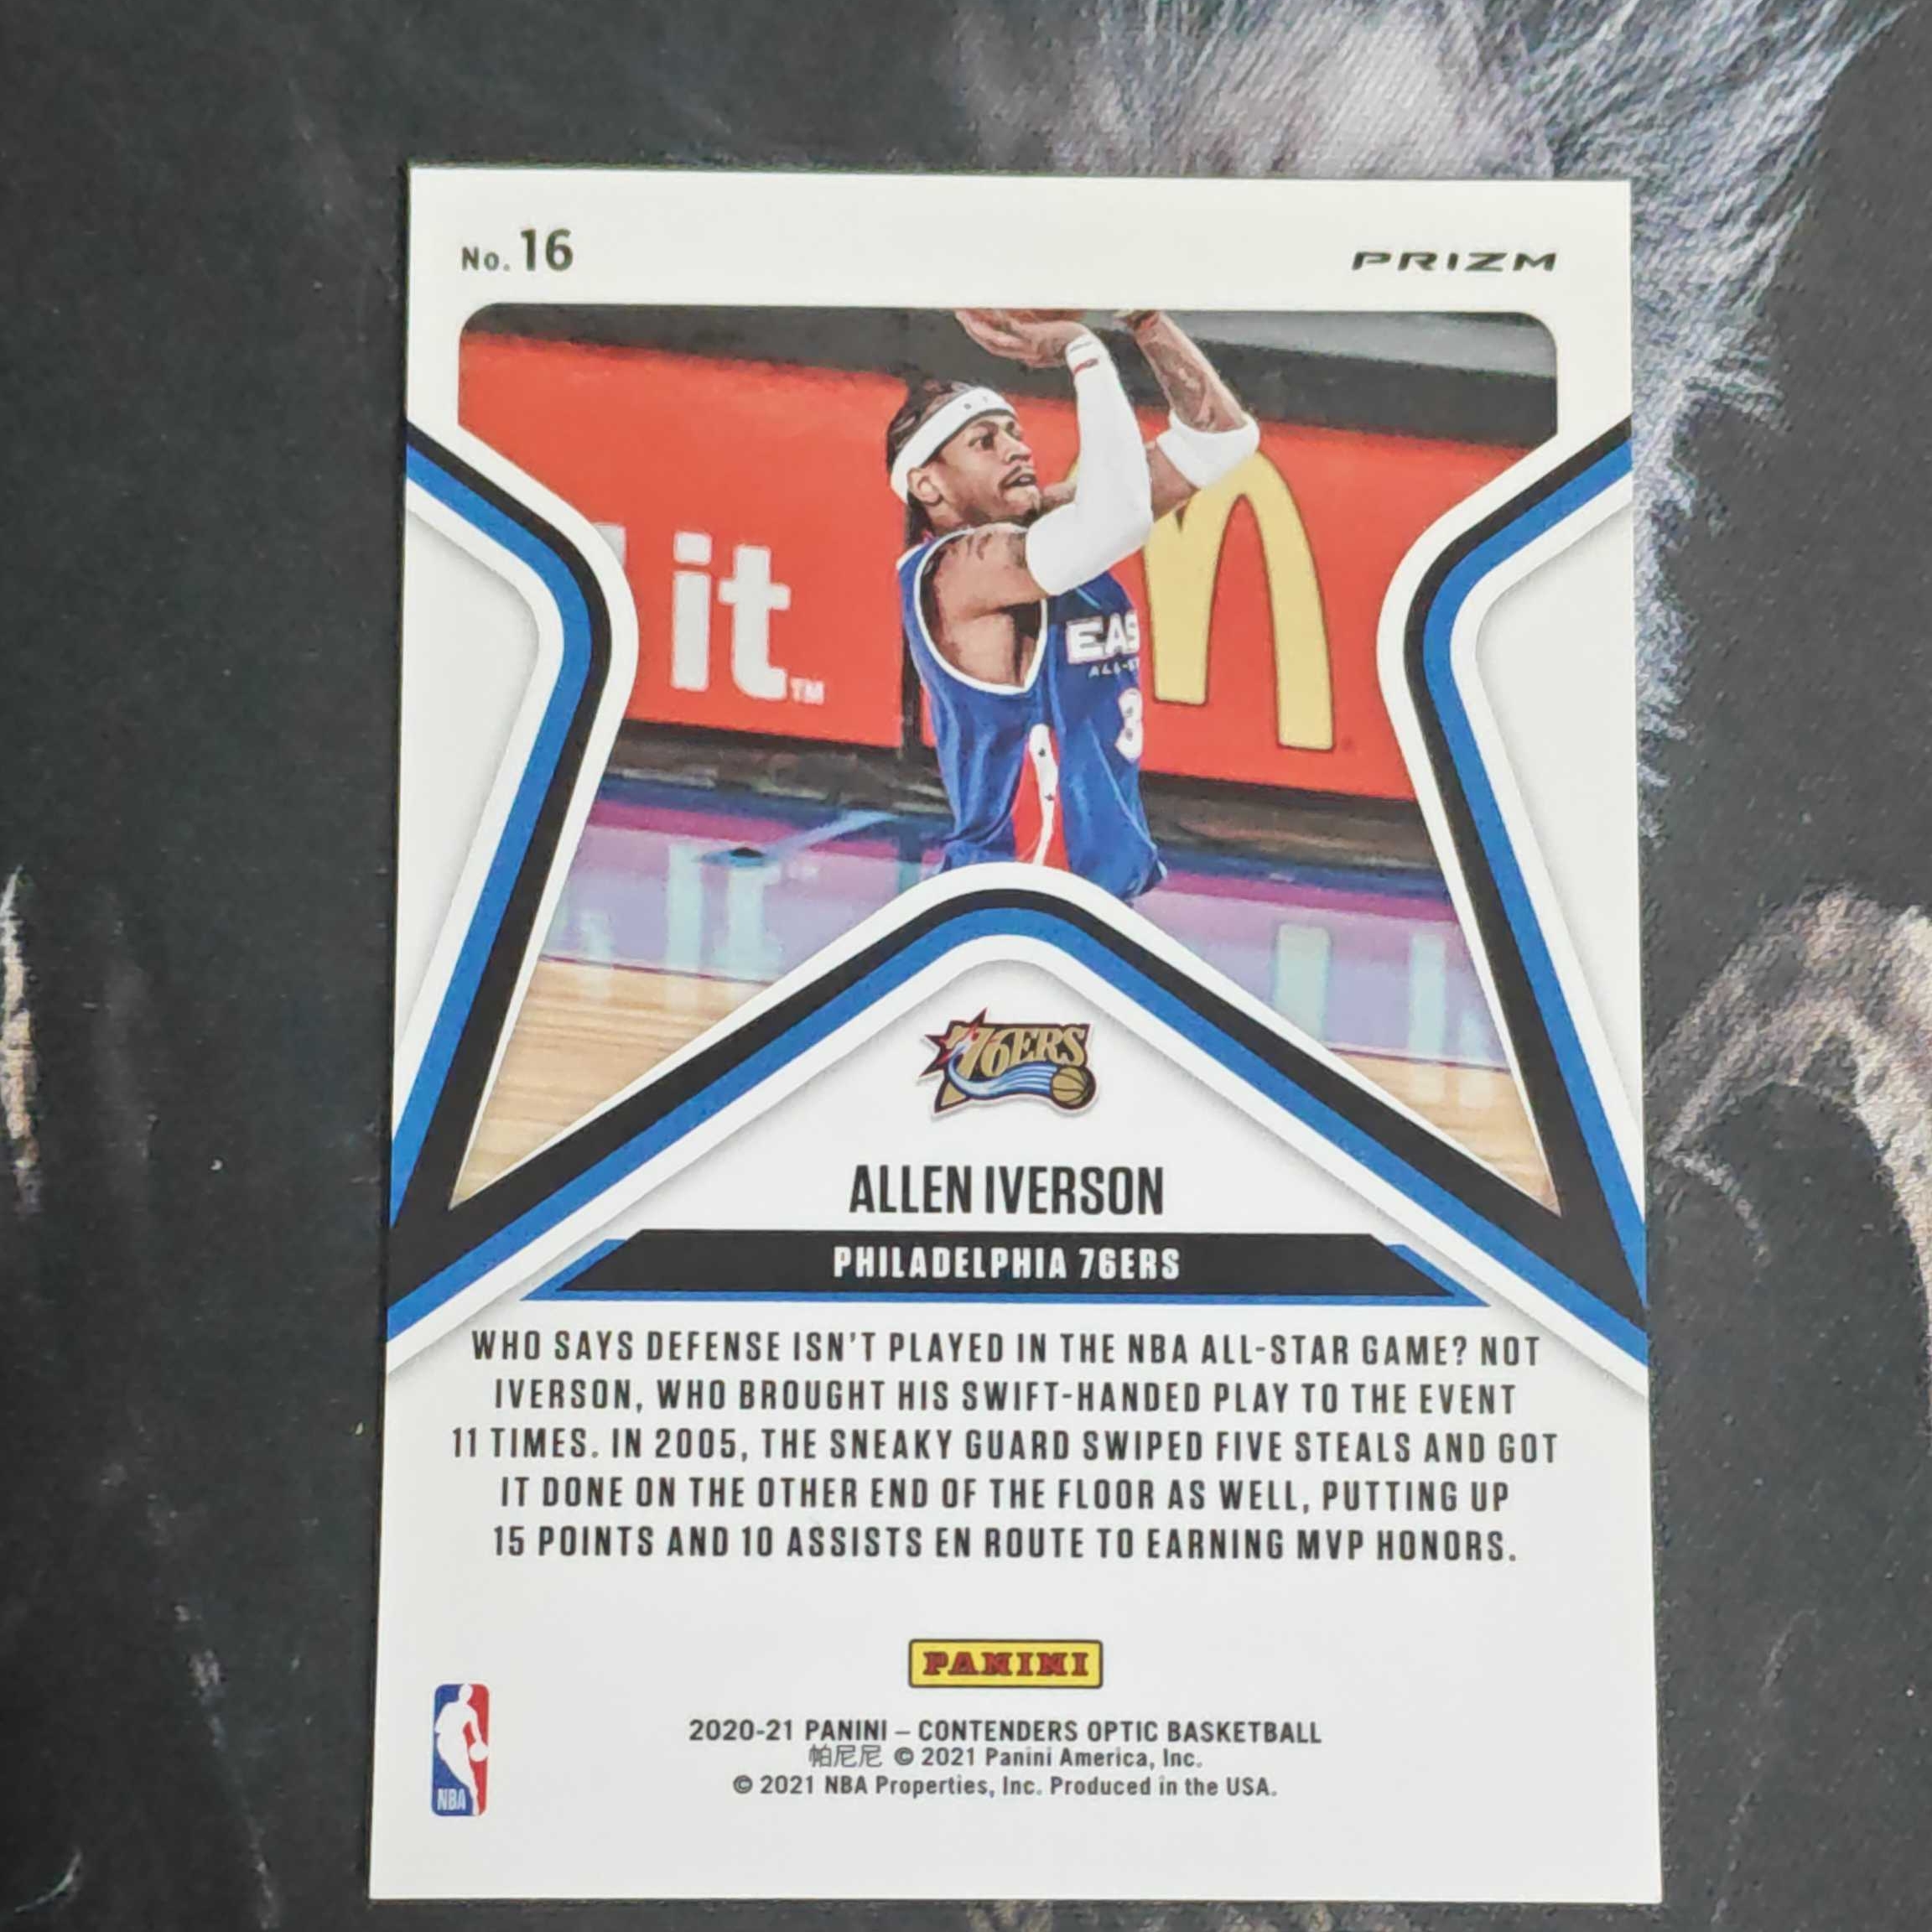 No. 16
PRIZM
it™
EAS
ALL-ST
3
76ERS
ALLEN IVERSON
PHILADELPHIA 76ERS
WHO SAYS DEFENSE ISN'T PLAYED IN THE NBA ALL-STAR GAME? NOT
IVERSON, WHO BROUGHT HIS SWIFT-HANDED PLAY TO THE EVENT
11 TIMES. IN 2005, THE SNEAKY GUARD SWIPED FIVE STEALS AND GOT
IT DONE ON THE OTHER END OF THE FLOOR AS WELL, PUTTING UP
15 POINTS AND 10 ASSISTS EN ROUTE TO EARNING MVP HONORS.
PANINI
NBA
2020-21 PANINI – CONTENDERS OPTIC BASKETBALL
帕尼尼 © 2021 Panini America, Inc.
© 2021 NBA Properties, Inc. Produced in the USA.